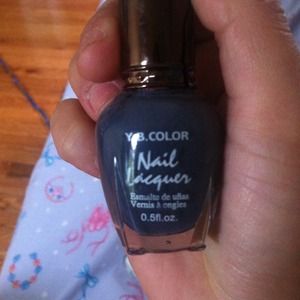 Y.B.COLOR
Nail
Lacquer
Esmalte de uñas
Vernis à ongles
0.5fl.oz.